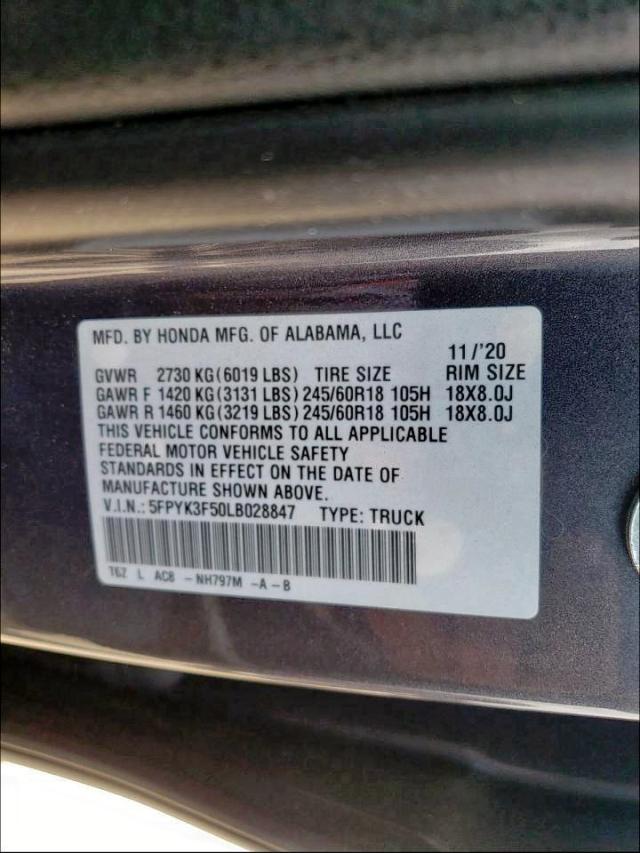 MFD. BY HONDA MFG. OF ALABAMA, LLC
11/'20
GVWR 2730 KG (6019 LBS) TIRE SIZE RIM SIZE
GAWR F 1420 KG (3131 LBS) 245/60R18 105H 18X8.0J
GAWR R 1460 KG (3219 LBS) 245/60R18 105H 18X8.0J
THIS VEHICLE CONFORMS TO ALL APPLICABLE
FEDERAL MOTOR VEHICLE SAFETY
STANDARDS IN EFFECT ON THE DATE OF
MANUFACTURE SHOWN ABOVE.
V.I.N.: 5FPYK3F50LB028847 TYPE: TRUCK
T6Z L AC8 - NH797M -A-B